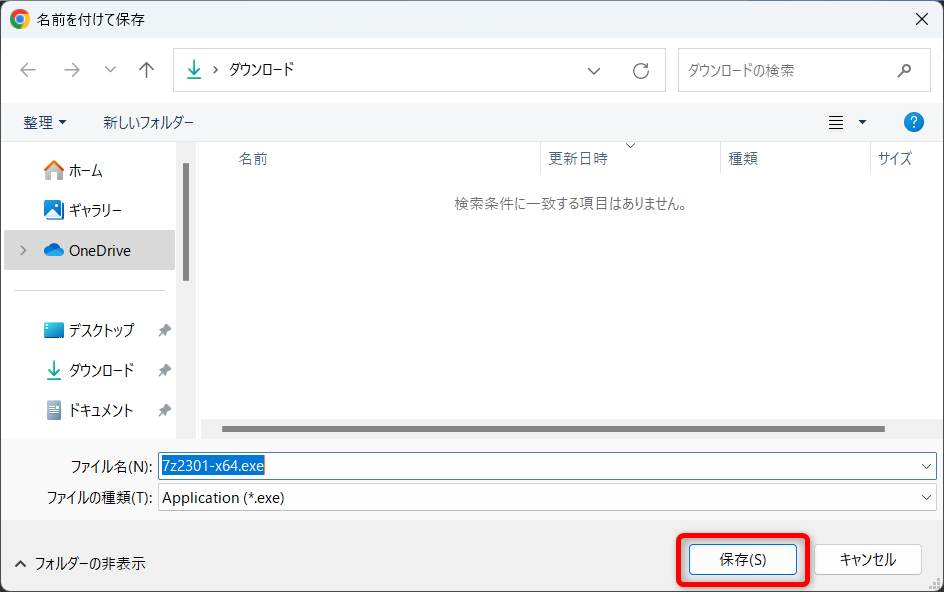 名前を付けて保存
ダウンロード
ダウンロードの検索
整理 新しいフォルダー
?
名前 更新日時 種類 サイズ
検索条件に一致する項目はありません。
ホーム
ギャラリー
OneDrive
デスクトップ
ダウンロード
ドキュメント
ファイル名(N): 7z2301-x64.exe
ファイルの種類(T): Application (*.exe)
フォルダーの非表示 保存(S) キャンセル